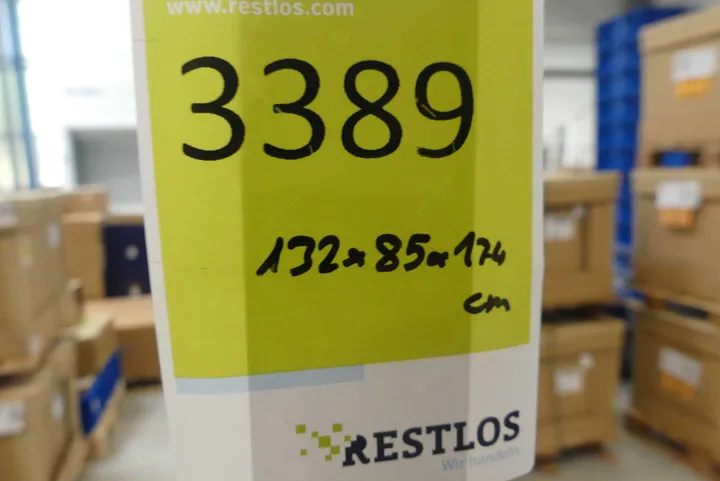 www.restlos.com
3389
132x85x174
cm
RESTLOS
Wir handeln.